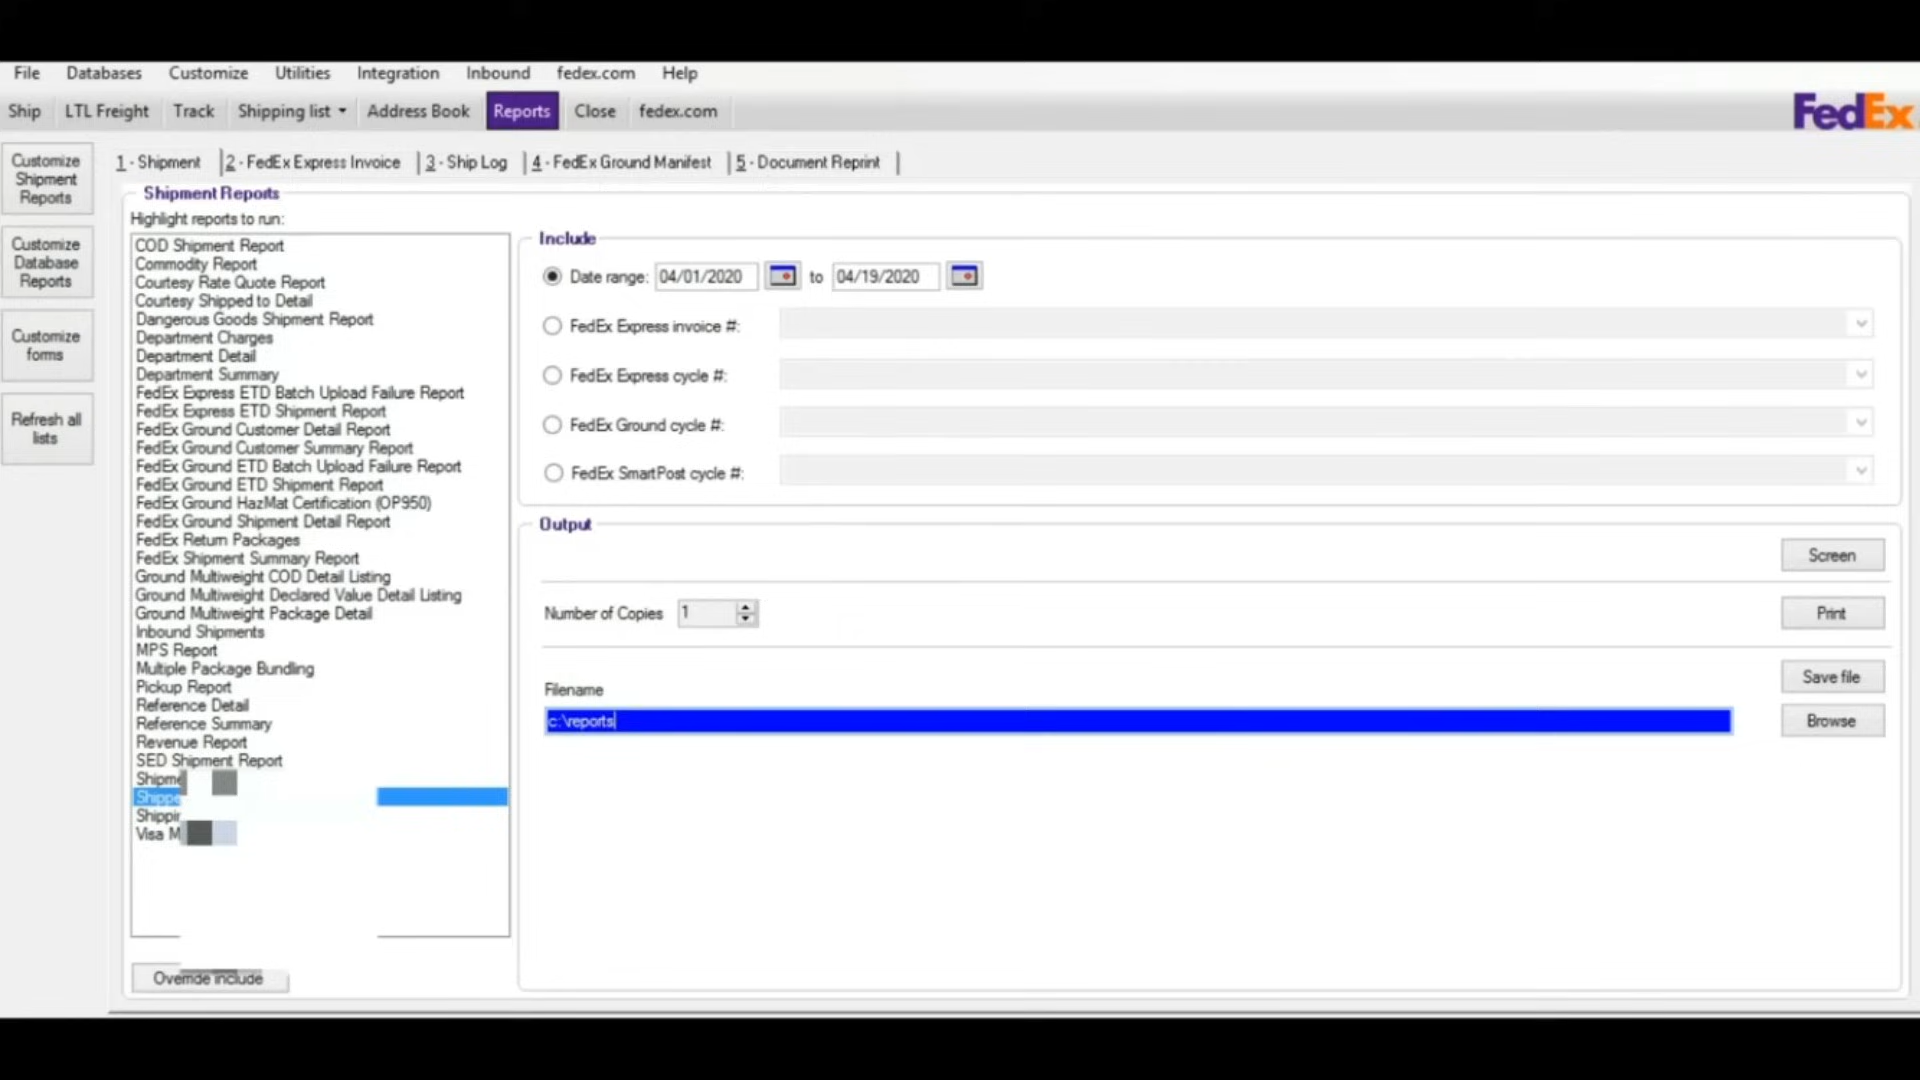 File Databases Customize Utilities Integration Inbound fedex.com Help
Ship LTL Freight Track Shipping list Address Book Reports Close fedex.com
FedEx
Customize
Shipment
Reports
Customize
Database
Reports
Customize
forms
Refresh all
lists
1 - Shipment 2 - FedEx Express Invoice 3 - Ship Log 4 - FedEx Ground Manifest 5 - Document Reprint
Shipment Reports
Highlight reports to run:
COD Shipment Report
Commodity Report
Courtesy Rate Quote Report
Courtesy Shipped to Detail
Dangerous Goods Shipment Report
Department Charges
Department Detail
Department Summary
FedEx Express ETD Batch Upload Failure Report
FedEx Express ETD Shipment Report
FedEx Ground Customer Detail Report
FedEx Ground Customer Summary Report
FedEx Ground ETD Batch Upload Failure Report
FedEx Ground ETD Shipment Report
FedEx Ground HazMat Certification (OP950)
FedEx Ground Shipment Detail Report
FedEx Return Packages
FedEx Shipment Summary Report
Ground Multiweight COD Detail Listing
Ground Multiweight Declared Value Detail Listing
Ground Multiweight Package Detail
Inbound Shipments
MPS Report
Multiple Package Bundling
Pickup Report
Reference Detail
Reference Summary
Revenue Report
SED Shipment Report
Visa
Override include
Include
Date range: 04/01/2020 to 04/19/2020
FedEx Express invoice #:
FedEx Express cycle #:
FedEx Ground cycle #:
FedEx SmartPost cycle #:
Output
Screen
Number of Copies 1 Print
Filename Save file
c:\reports Browse